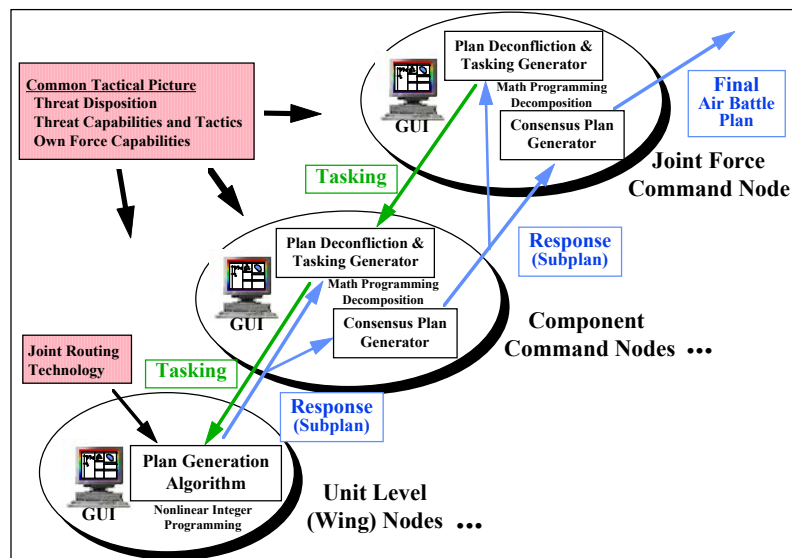 Common Tactical Picture
Threat Disposition
Threat Capabilities and Tactics
Own Force Capabilities
Plan Deconfliction &
Tasking Generator
Math Programming
Decomposition
GUI
Consensus Plan
Generator
Final
Air Battle
Plan
Joint Force
Command Node
Tasking
Plan Deconfliction &
Tasking Generator
Math Programming
Decomposition
GUI
Consensus Plan
Generator
Response
(Subplan)
Component
Command Nodes ...
Joint Routing
Technology
Tasking
Response
(Subplan)
Plan Generation
Algorithm
GUI
Nonlinear Integer
Programming
Unit Level
(Wing) Nodes ...